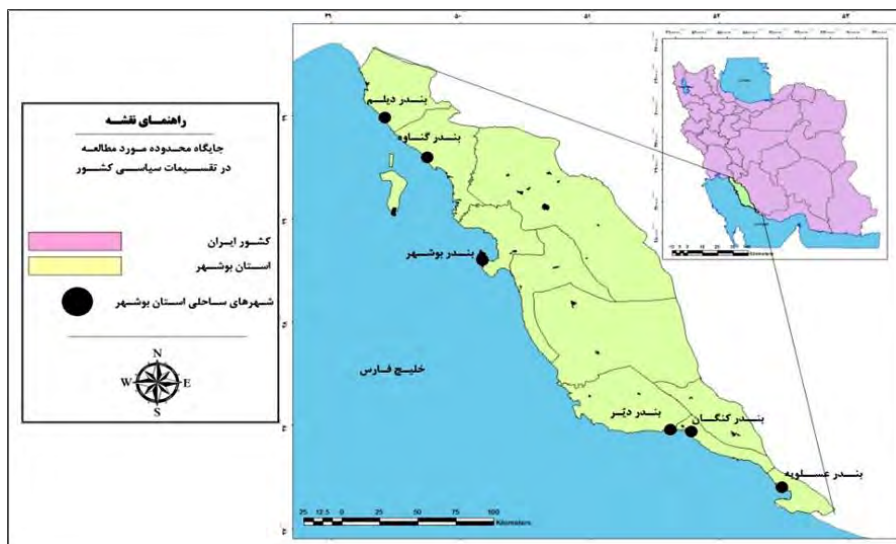 راهنمای نقشه
جایگاه محدوده مورد مطالعه
در تقسیمات سیاسی کشور
کشور ایران
استان بوشهر
شهرهای ساحلی استان بوشهر
N
W E
S
بندر دیلم
بندر گناوه
بندر بوشهر
خلیج فارس
بندر دیّر
بندر کنگان
بندر عسلویه
25 12.5 0 25 50 75 100
Kilometers
Kilometers